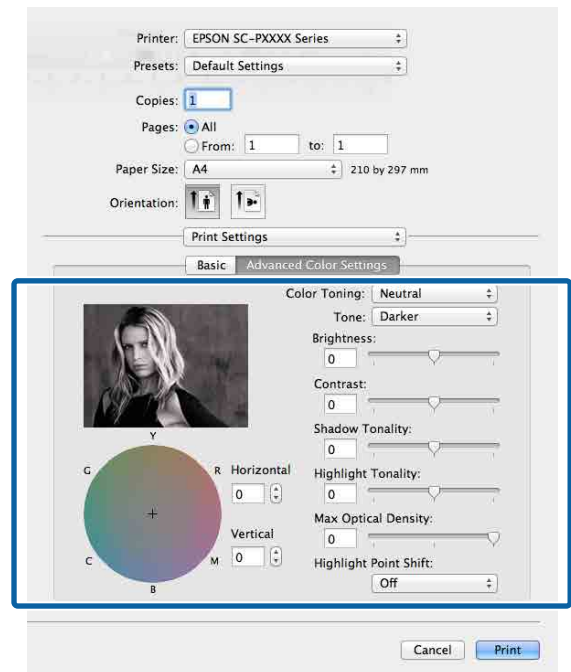 Printer: EPSON SC-PXXXX Series
Presets: Default Settings
Copies: 1
Pages: All
From: 1 to: 1
Paper Size: A4 210 by 297 mm
Orientation:
Print Settings
Basic Advanced Color Settings
Color Toning: Neutral
Tone: Darker
Brightness:
0
Contrast:
0
Shadow Tonality:
0
Highlight Tonality:
0
Max Optical Density:
0
Highlight Point Shift:
Off
Y
G R
C M
B
Horizontal
0
Vertical
0
Cancel Print